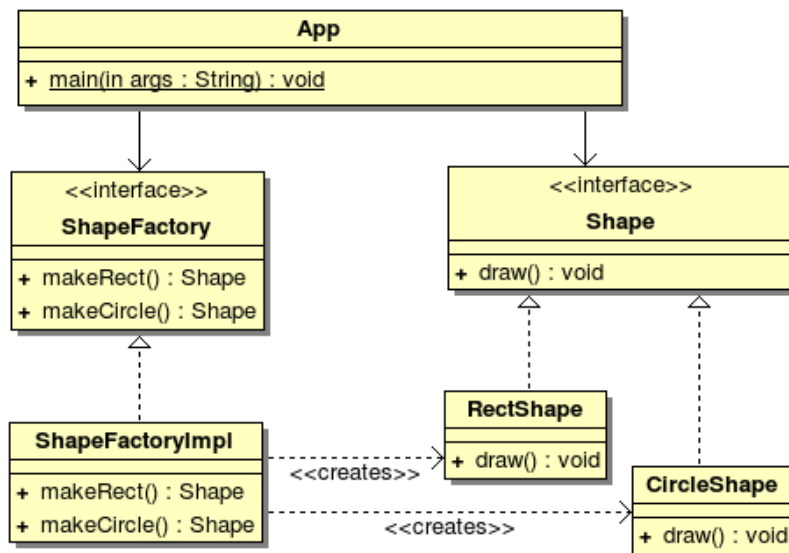 App
+ main(in args : String) : void
<<interface>>
ShapeFactory
+ makeRect() : Shape
+ makeCircle() : Shape
<<interface>>
Shape
+ draw() : void
ShapeFactoryImpl
+ makeRect() : Shape
+ makeCircle() : Shape
<<creates>>
<<creates>>
RectShape
+ draw() : void
CircleShape
+ draw() : void